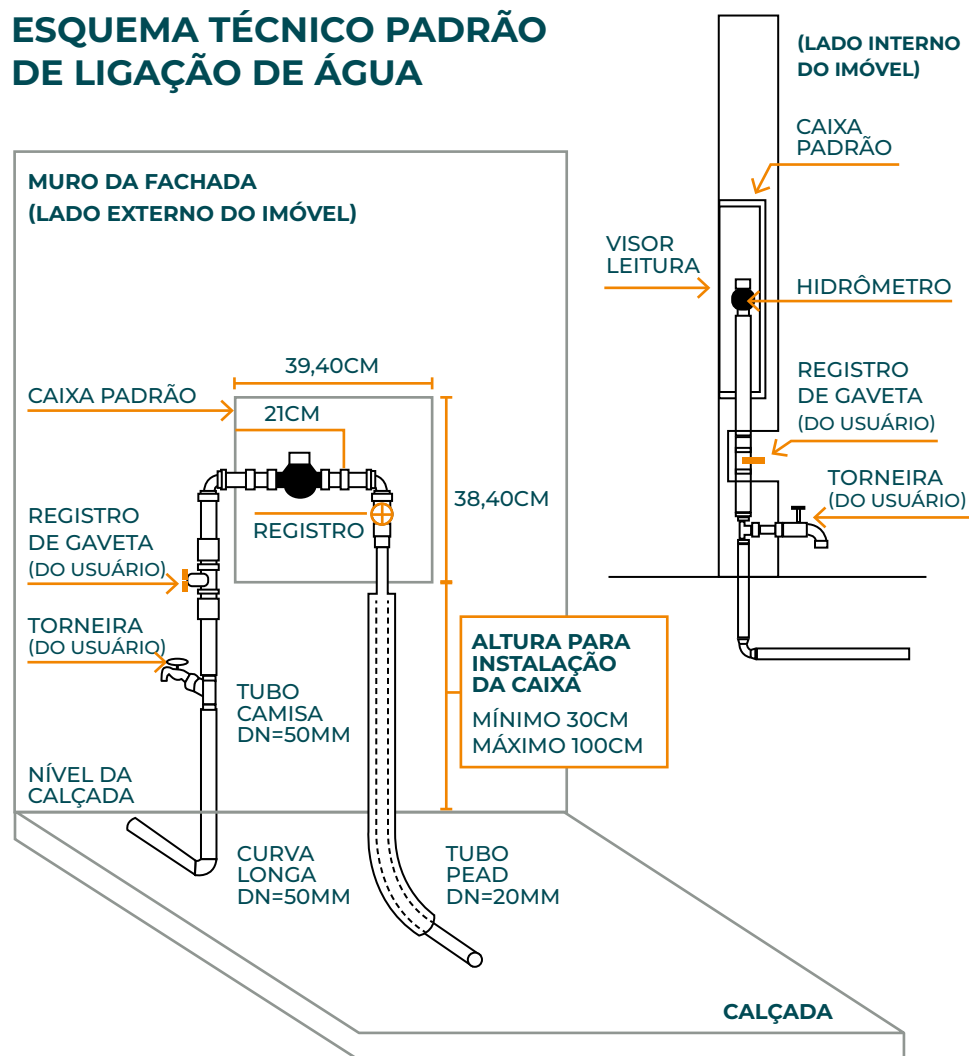 ESQUEMA TÉCNICO PADRÃO
DE LIGAÇÃO DE ÁGUA
MURO DA FACHADA
(LADO EXTERNO DO IMÓVEL)
39,40CM
CAIXA PADRÃO
21CM
38,40CM
REGISTRO
REGISTRO
DE GAVETA
(DO USUÁRIO)
TORNEIRA
(DO USUÁRIO)
TUBO
CAMISA
DN=50MM
ALTURA PARA
INSTALAÇÃO
DA CAIXA
MÍNIMO 30CM
MÁXIMO 100CM
NÍVEL DA
CALÇADA
CURVA
LONGA
DN=50MM
TUBO
PEAD
DN=20MM
CALÇADA
(LADO INTERNO
DO IMÓVEL)
CAIXA
PADRÃO
VISOR
LEITURA
HIDRÔMETRO
REGISTRO
DE GAVETA
(DO USUÁRIO)
TORNEIRA
(DO USUÁRIO)